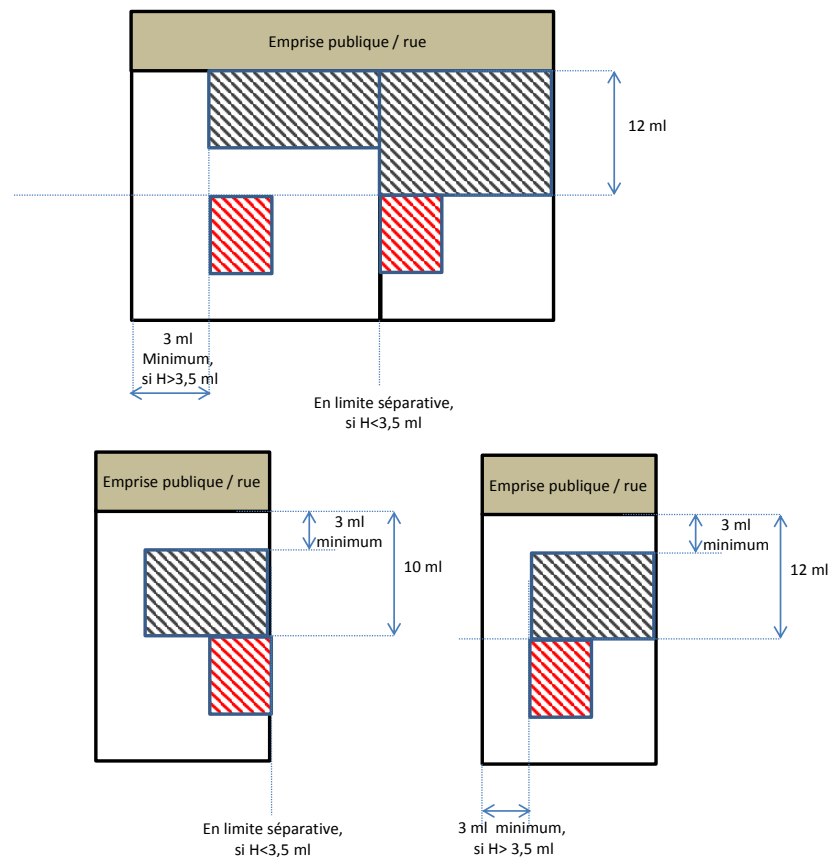 Emprise publique / rue
12 ml
3 ml
Minimum,
si H>3,5 ml
En limite séparative,
si H<3,5 ml
Emprise publique / rue
3 ml
minimum
10 ml
En limite séparative,
si H<3,5 ml
Emprise publique / rue
3 ml
minimum
12 ml
3 ml  minimum,
si H> 3,5 ml